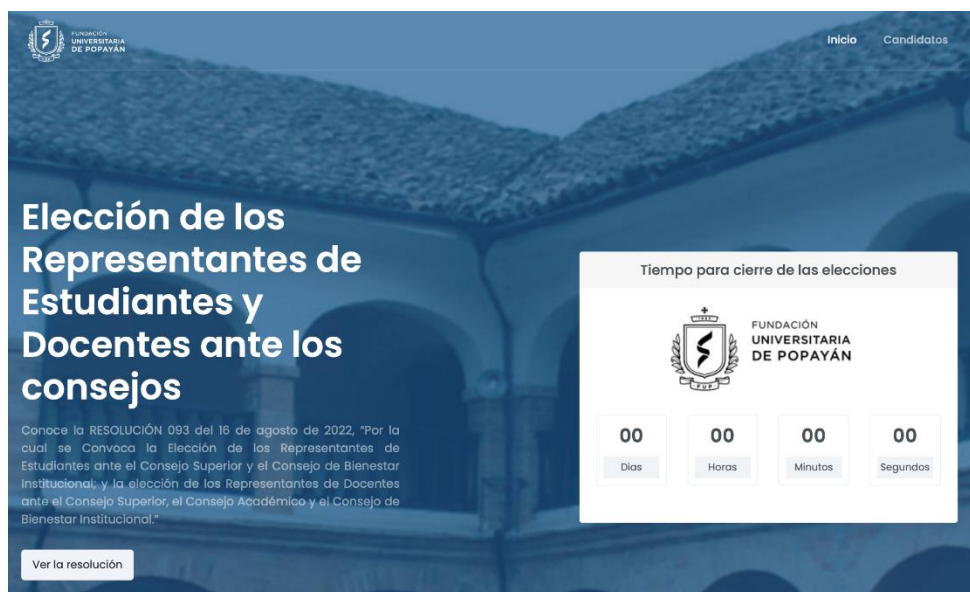 FUNDACIÓN
UNIVERSITARIA
DE POPAYÁN
Inicio Candidatos
Elección de los
Representantes de
Estudiantes y
Docentes ante los
consejos
Conoce la RESOLUCIÓN 093 del 16 de agosto de 2022, "Por la
cual se Convoca la Elección de los Representantes de
Estudiantes ante el Consejo Superior y el Consejo de Bienestar
Institucional; y la elección de los Representantes de Docentes
ante el Consejo Superior, el Consejo Académico y el Consejo de
Bienestar Institucional."
Ver la resolución
Tiempo para cierre de las elecciones
FUNDACIÓN
UNIVERSITARIA
DE POPAYÁN
FUP
00 00 00 00
Dias Horas Minutos Segundos